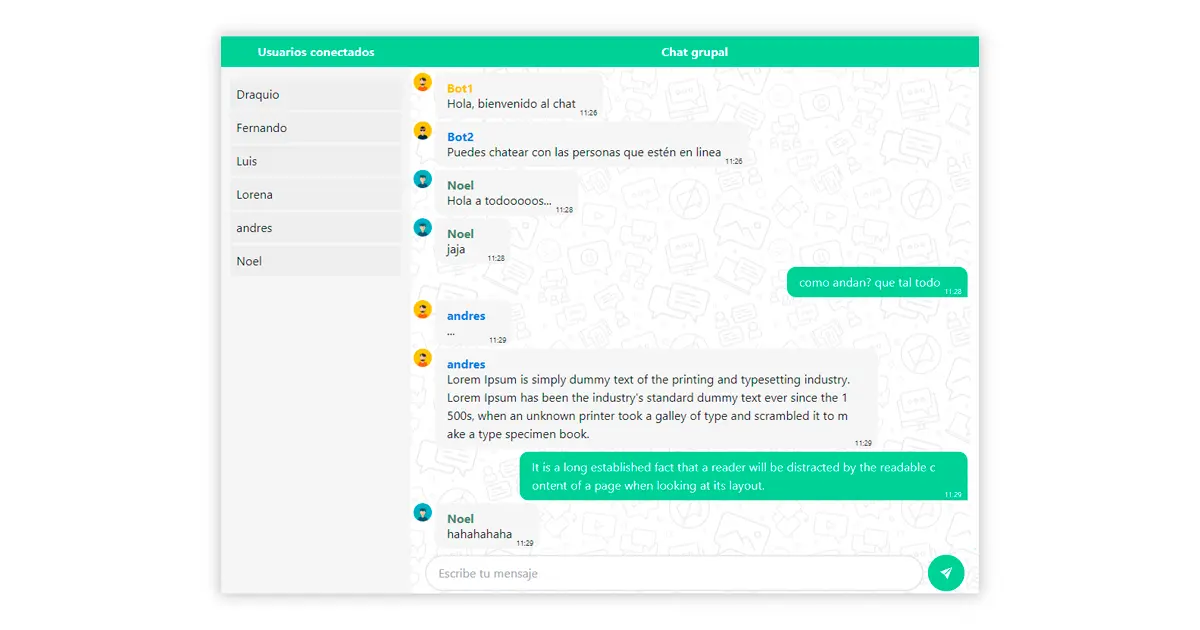 Usuarios conectados
Chat grupal
Draquio
Fernando
Luis
Lorena
andres
Noel
Bot1
Hola, bienvenido al chat
11:26
Bot2
Puedes chatear con las personas que estén en linea
11:26
Noel
Hola a todooooos...
11:28
Noel
jaja
11:28
como andan? que tal todo
11:28
andres
...
11:29
andres
Lorem Ipsum is simply dummy text of the printing and typesetting industry.
Lorem Ipsum has been the industry's standard dummy text ever since the 1
500s, when an unknown printer took a galley of type and scrambled it to m
ake a type specimen book.
11:29
It is a long established fact that a reader will be distracted by the readable c
ontent of a page when looking at its layout.
11:29
Noel
hahahahaha
11:29
Escribe tu mensaje